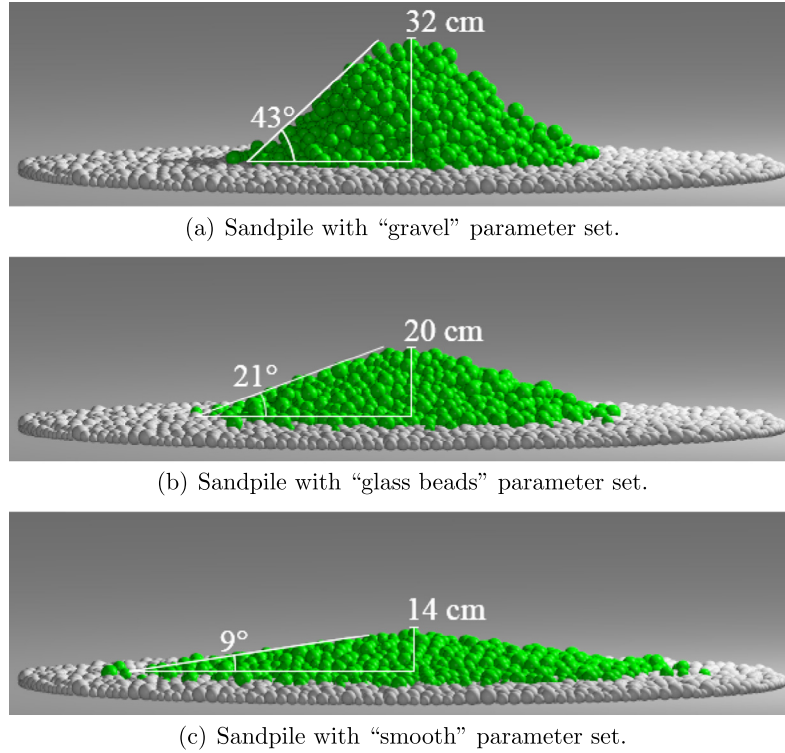 32 cm
43°
(a) Sandpile with “gravel” parameter set.
20 cm
21°
(b) Sandpile with “glass beads” parameter set.
14 cm
9°
(c) Sandpile with “smooth” parameter set.